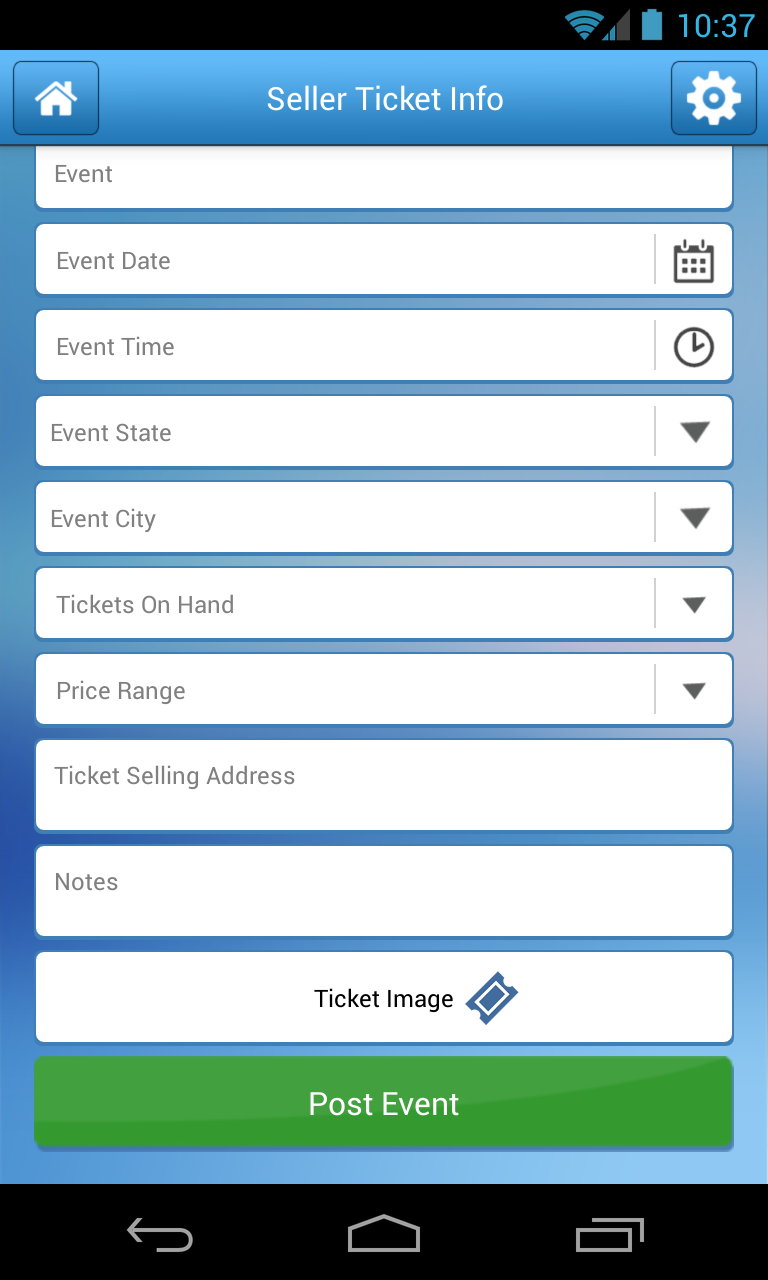 10:37
Seller Ticket Info
Event
Event Date
Event Time
Event State
Event City
Tickets On Hand
Price Range
Ticket Selling Address
Notes
Ticket Image
Post Event